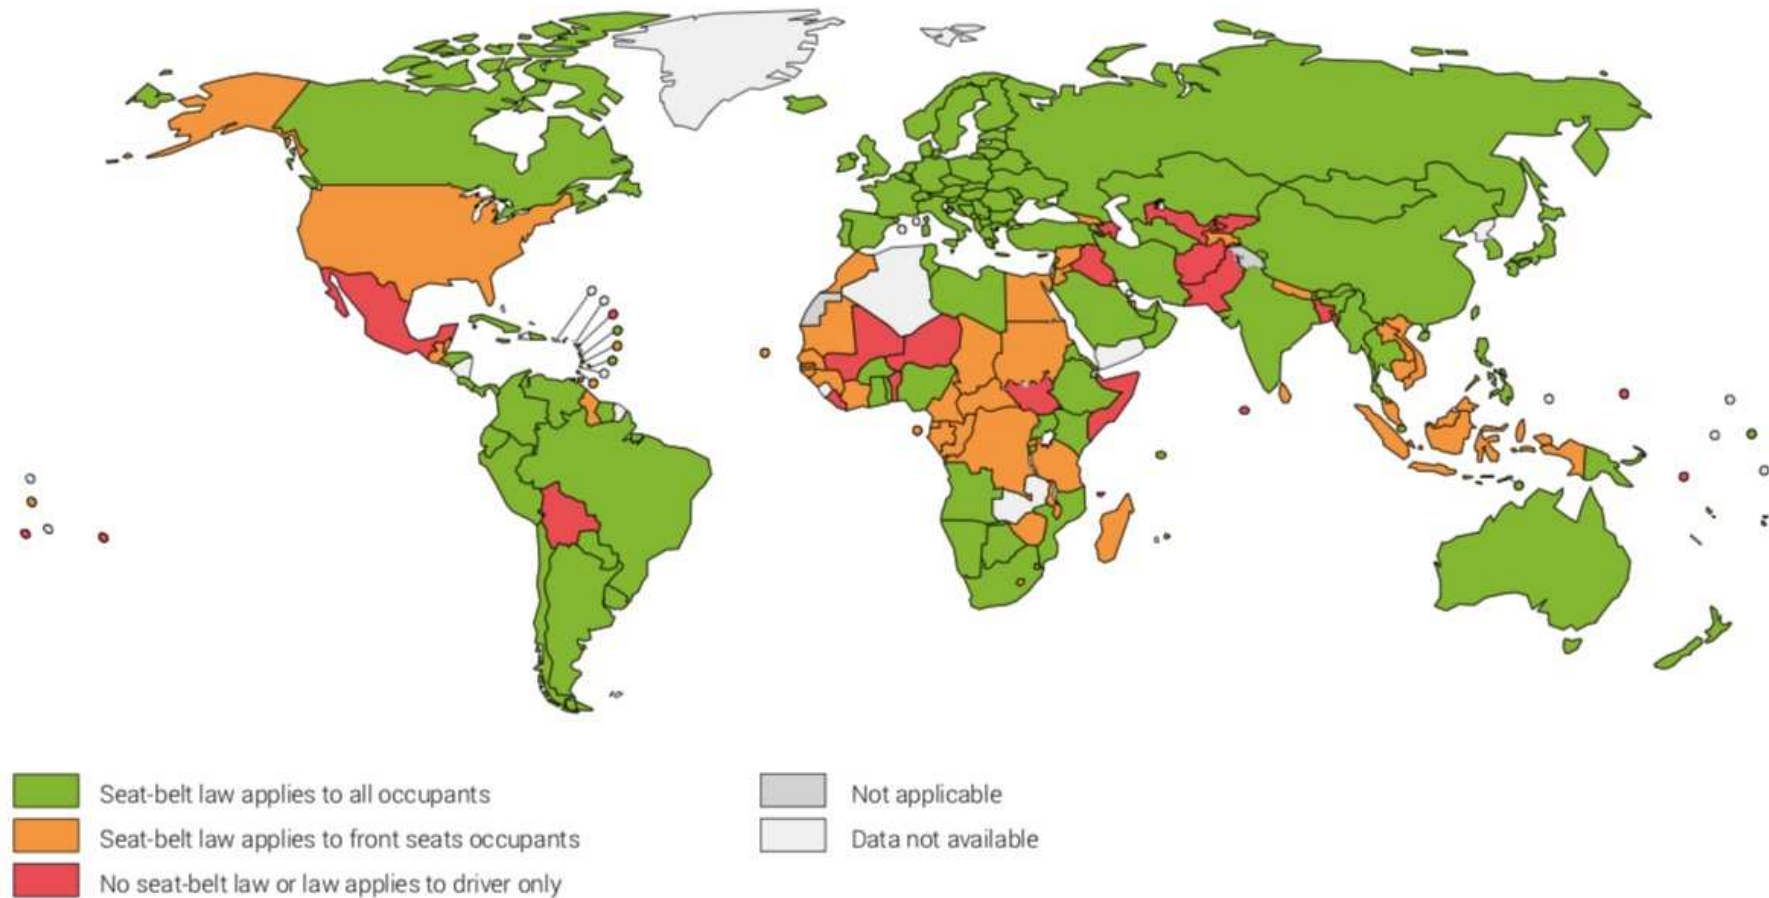 Seat-belt law applies to all occupants
Seat-belt law applies to front seats occupants
No seat-belt law or law applies to driver only
Not applicable
Data not available